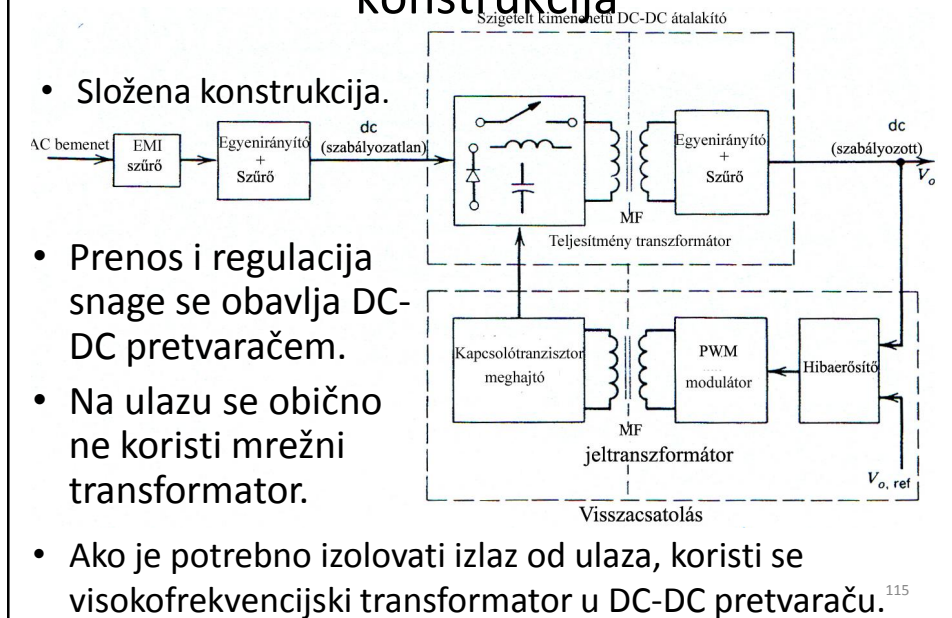 konstrukcija
Szigetelt kimenetű DC-DC átalakító
• Složena konstrukcija.
AC bemenet
EMI
szűrő
Egyenirányító
+
Szűrő
dc
(szabályozatlan)
MF
Teljesítmény transzformátor
Egyenirányító
+
Szűrő
dc
(szabályozott)
Vo
• Prenos i regulacija
snage se obavlja DC-
DC pretvaračem.
• Na ulazu se obično
ne koristi mrežni
transformator.
Kapcsolótranzisztor
meghajtó
MF
jeltranszformátor
PWM
modulátor
Hibaerősítő
Vo, ref
Visszacsatolás
• Ako je potrebno izolovati izlaz od ulaza, koristi se
visokofrekvencijski transformator u DC-DC pretvaraču.
115